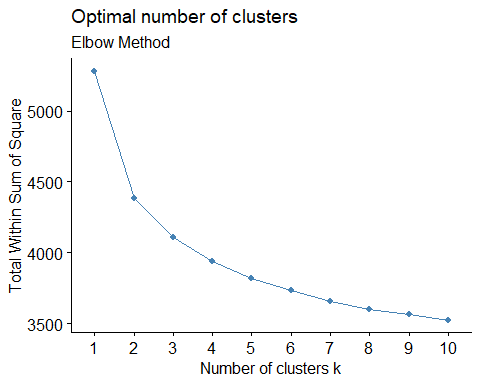 Optimal number of clusters
Elbow Method
Total Within Sum of Square
5000
4500
4000
3500
1 2 3 4 5 6 7 8 9 10
Number of clusters k